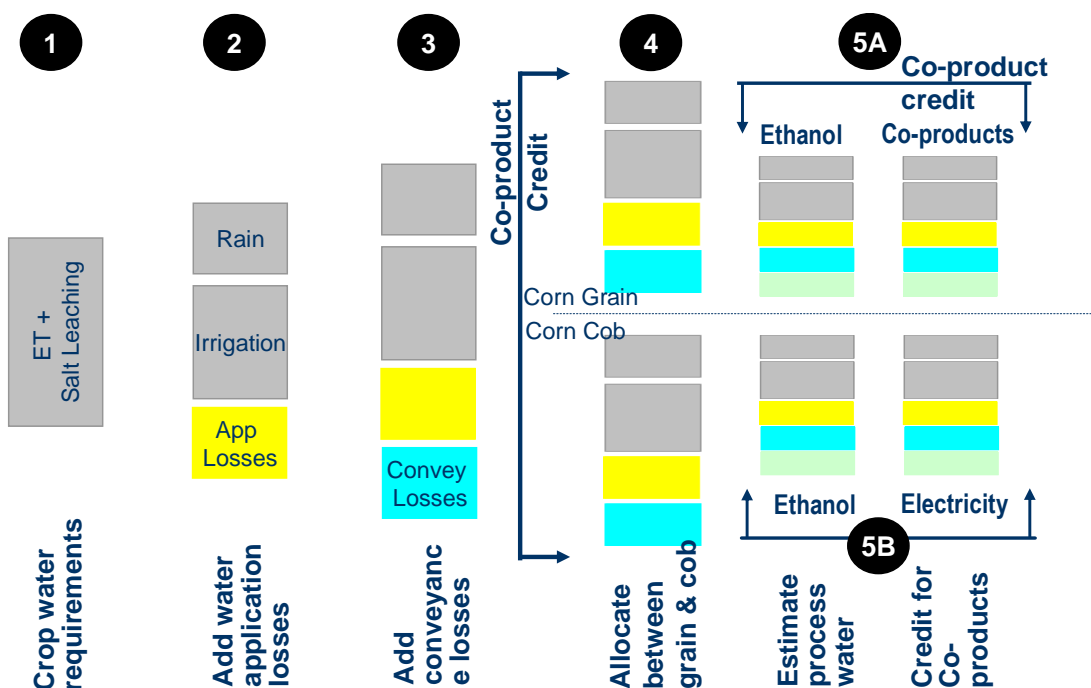 1
2
3
4
5A
Co-product
credit
Co-product
Credit
Ethanol
Co-products
Rain
ET +
Salt Leaching
Irrigation
App
Losses
Convey
Losses
Corn Grain
Corn Cob
Ethanol
Electricity
5B
Crop water
requirements
Add water
application
losses
Add
conveyanc
e losses
Allocate
between
grain & cob
Estimate
process
water
Credit for
Co-
products